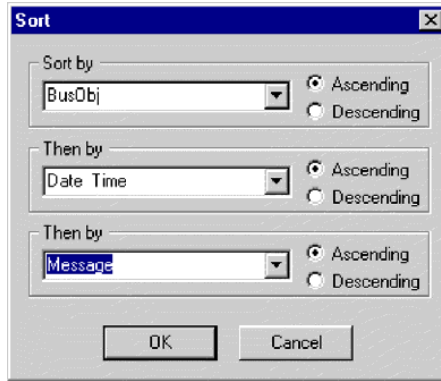 Sort
Sort by
BusObj
Ascending
Descending
Then by
Date Time
Ascending
Descending
Then by
Message
Ascending
Descending
OK
Cancel